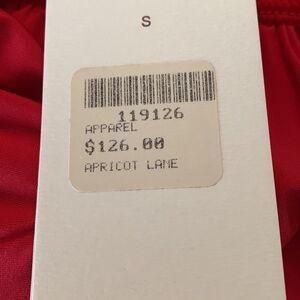 S
119126
APPAREL
$126.00
APRICOT LANE